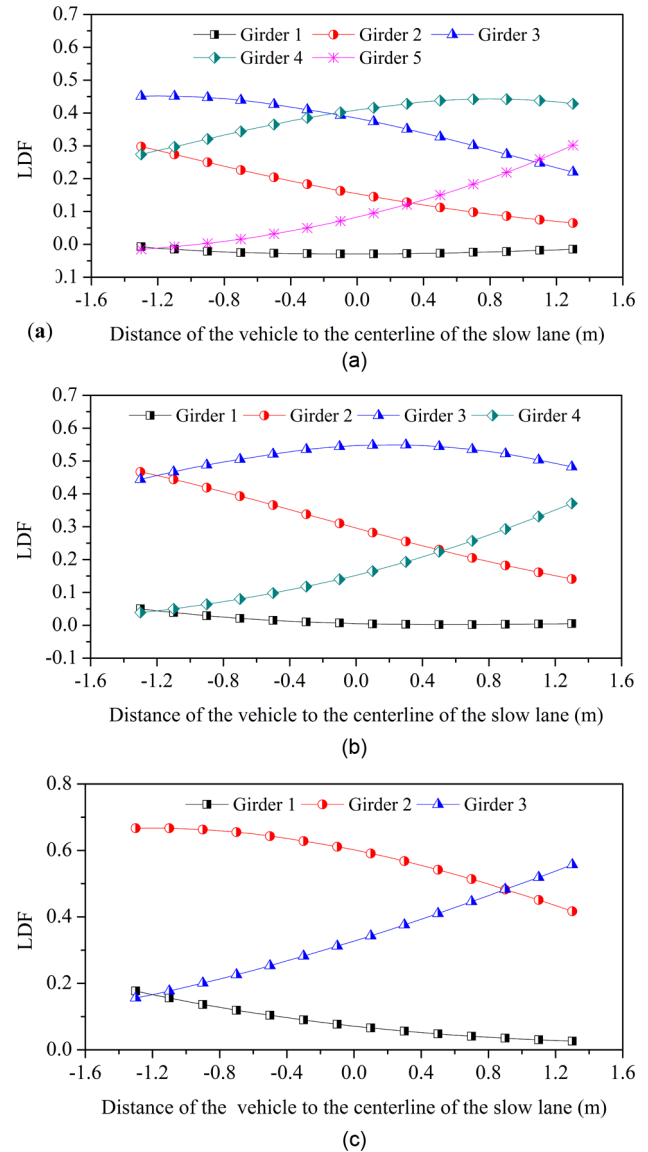 0.7
Girder 1 Girder 2 Girder 3
Girder 4 Girder 5
0.6
0.5
0.4
0.3
0.2
0.1
0.0
0.1
LDF
-1.6 -1.2 -0.8 -0.4 0.0 0.4 0.8 1.2 1.6
(a) Distance of the vehicle to the centerline of the slow lane (m)
(a)
0.7
Girder 1 Girder 2 Girder 3 Girder 4
0.6
0.5
0.4
0.3
0.2
0.1
0.0
-0.1
LDF
-1.6 -1.2 -0.8 -0.4 0.0 0.4 0.8 1.2 1.6
Distance of the vehicle to the centerline of the slow lane (m)
(b)
0.8
Girder 1 Girder 2 Girder 3
0.6
0.4
0.2
0.0
LDF
-1.6 -1.2 -0.8 -0.4 0.0 0.4 0.8 1.2 1.6
Distance of the vehicle to the centerline of the slow lane (m)
(c)